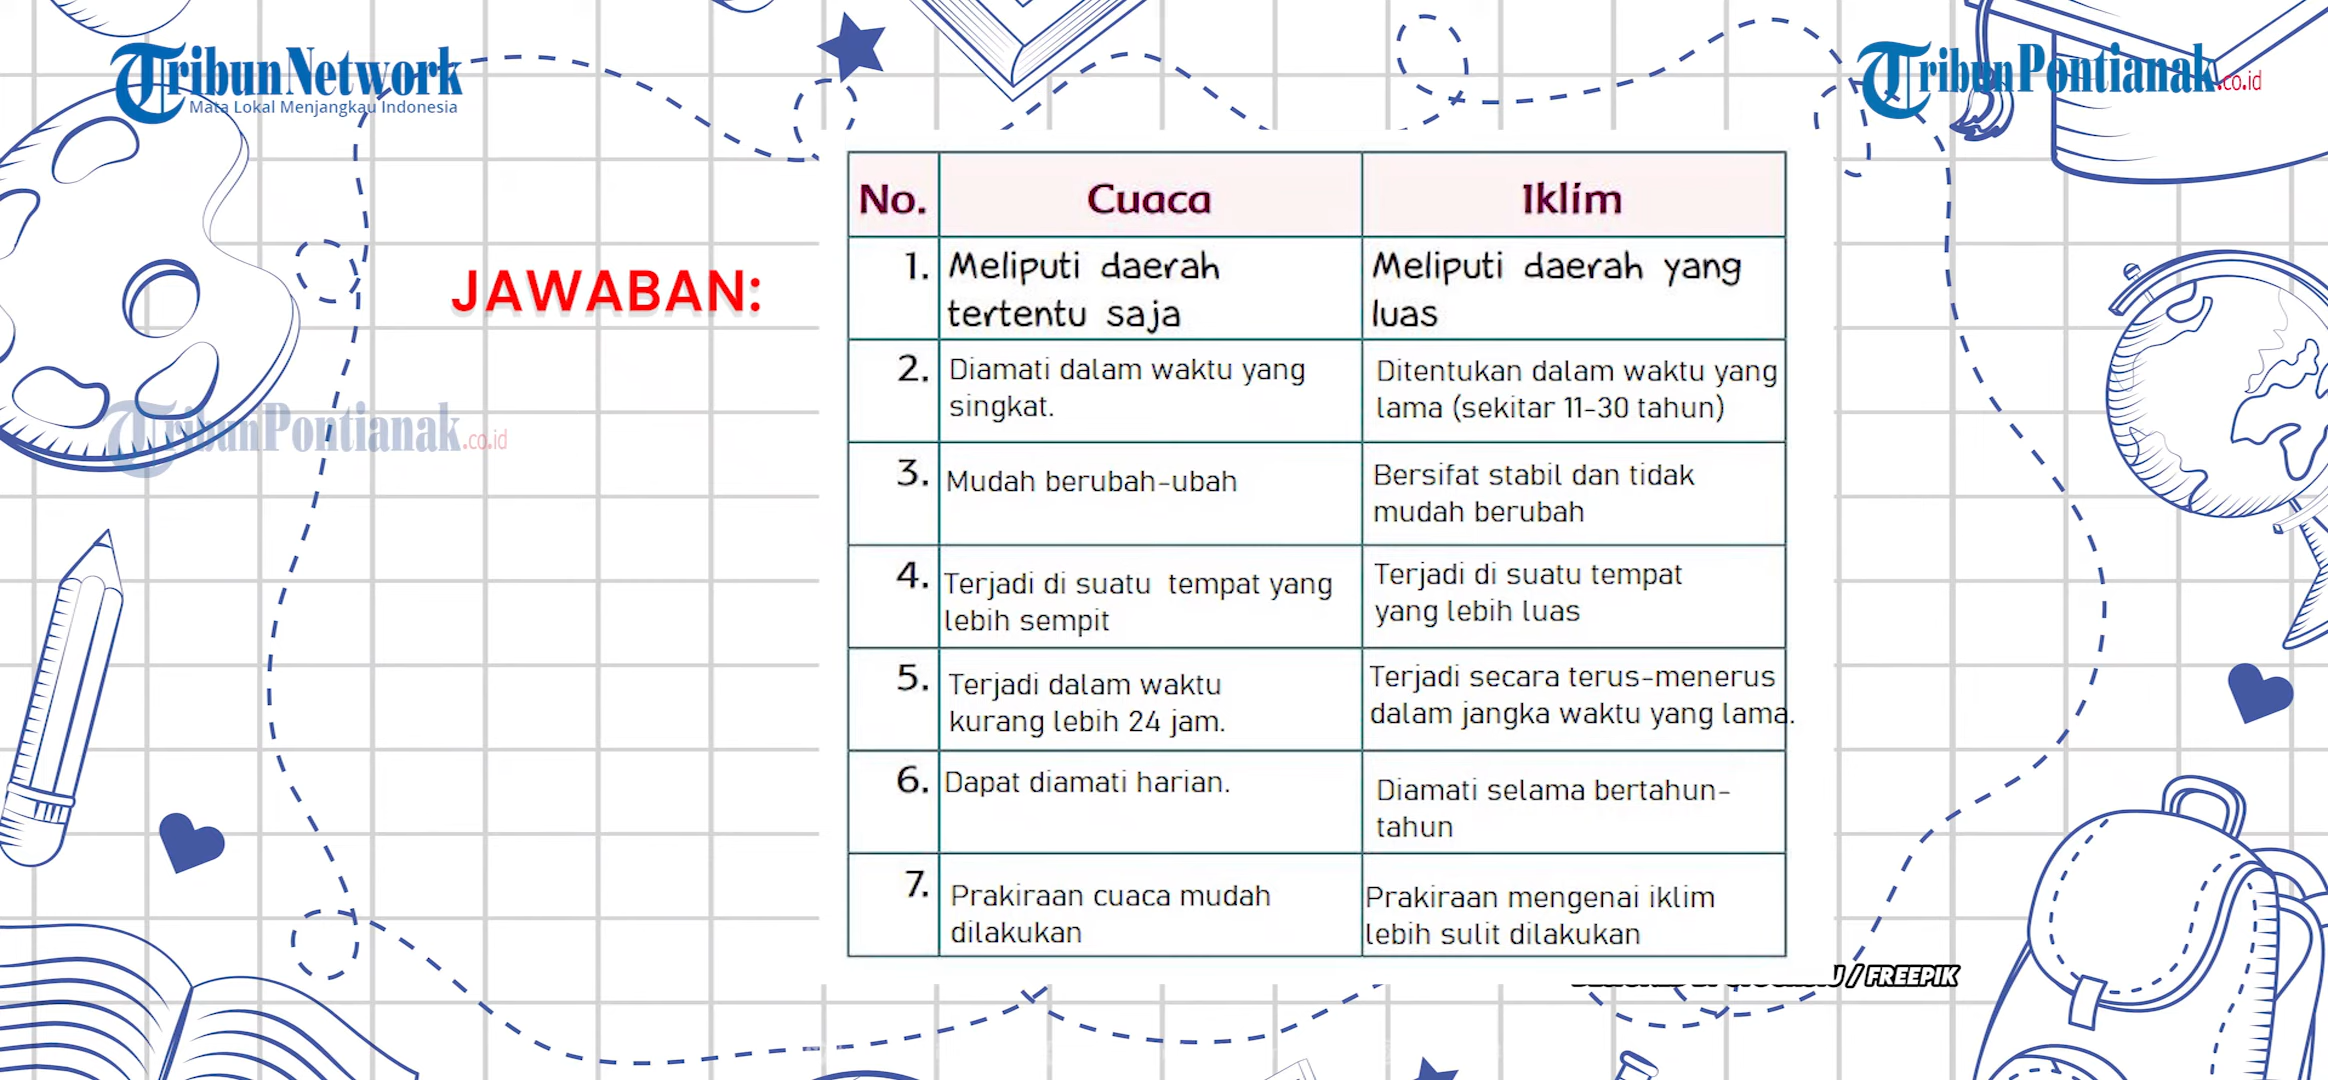 TribunNetwork
Mata Lokal Menjangkau Indonesia
TribunPontianak.co.id
JAWABAN:
TribunPontianak.co.id
No. Cuaca Iklim
1. Meliputi daerah Meliputi daerah yang
tertentu saja luas
2. Diamati dalam waktu yang Ditentukan dalam waktu yang
singkat. lama (sekitar 11-30 tahun)
3. Mudah berubah-ubah Bersifat stabil dan tidak
mudah berubah
4. Terjadi di suatu tempat yang Terjadi di suatu tempat
lebih sempit yang lebih luas
5. Terjadi dalam waktu Terjadi secara terus-menerus
kurang lebih 24 jam. dalam jangka waktu yang lama.
6. Dapat diamati harian. Diamati selama bertahun-
tahun
7. Prakiraan cuaca mudah Prakiraan mengenai iklim
dilakukan lebih sulit dilakukan
/ FREEPIK